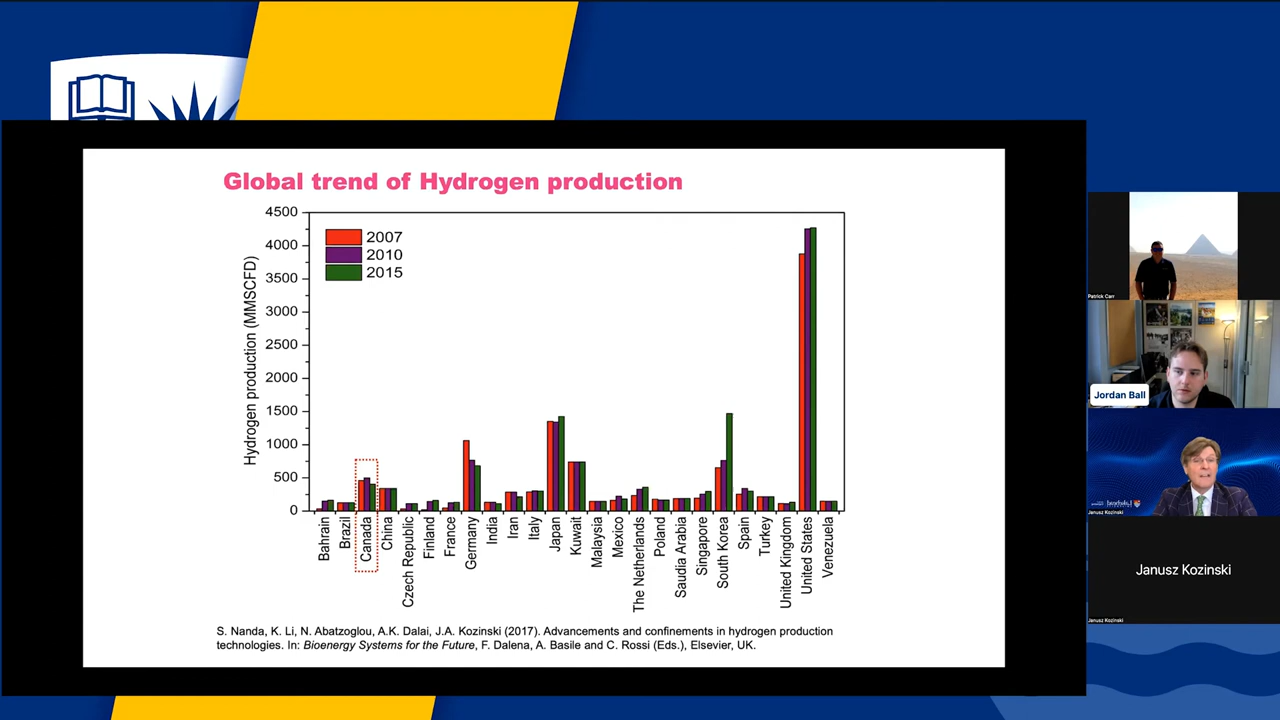 Global trend of Hydrogen production
Hydrogen production (MMSCFD)
4500
4000
3500
3000
2500
2000
1500
1000
500
0
2007
2010
2015
Bahrain
Brazil
Canada
China
Czech Republic
Finland
France
Germany
India
Iran
Italy
Japan
Kuwait
Malaysia
Mexico
The Netherlands
Poland
Saudia Arabia
Singapore
South Korea
Spain
Turkey
United Kingdom
United States
Venezuela
S. Nanda, K. Li, N. Abatzoglou, A.K. Dalai, J.A. Kozinski (2017). Advancements and confinements in hydrogen production
technologies. In: Bioenergy Systems for the Future, F. Dalena, A. Basile and C. Rossi (Eds.), Elsevier, UK.
Patrick Carr
Jordan Ball
Janusz Kozinski
Janusz Kozinski
Janusz Kozinski